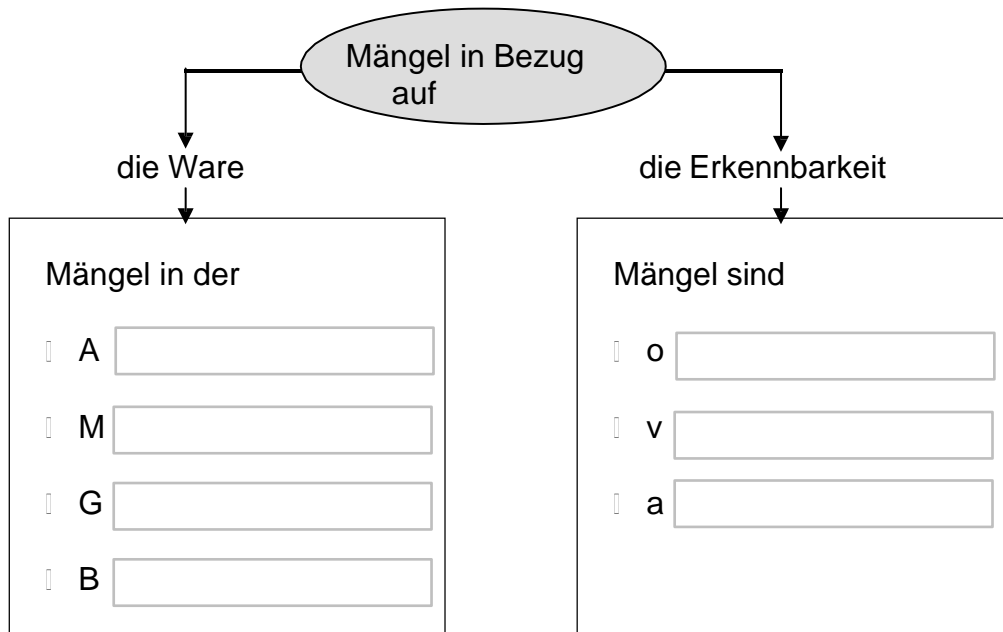 Mängel in Bezug
auf
die Ware
die Erkennbarkeit
Mängel in der
A
M
G
B
Mängel sind
o
v
a